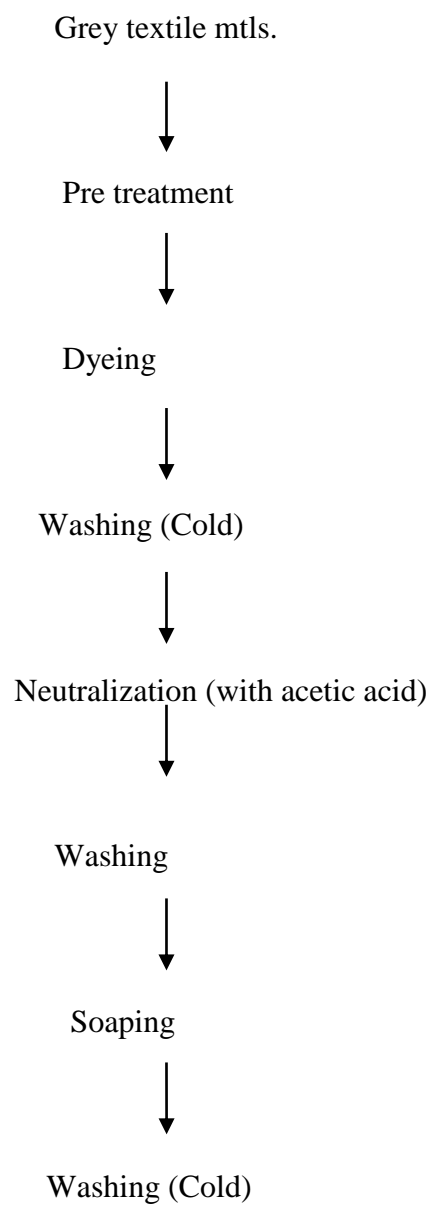 Grey textile mtls.
Pre treatment
Dyeing
Washing (Cold)
Neutralization (with acetic acid)
Washing
Soaping
Washing (Cold)